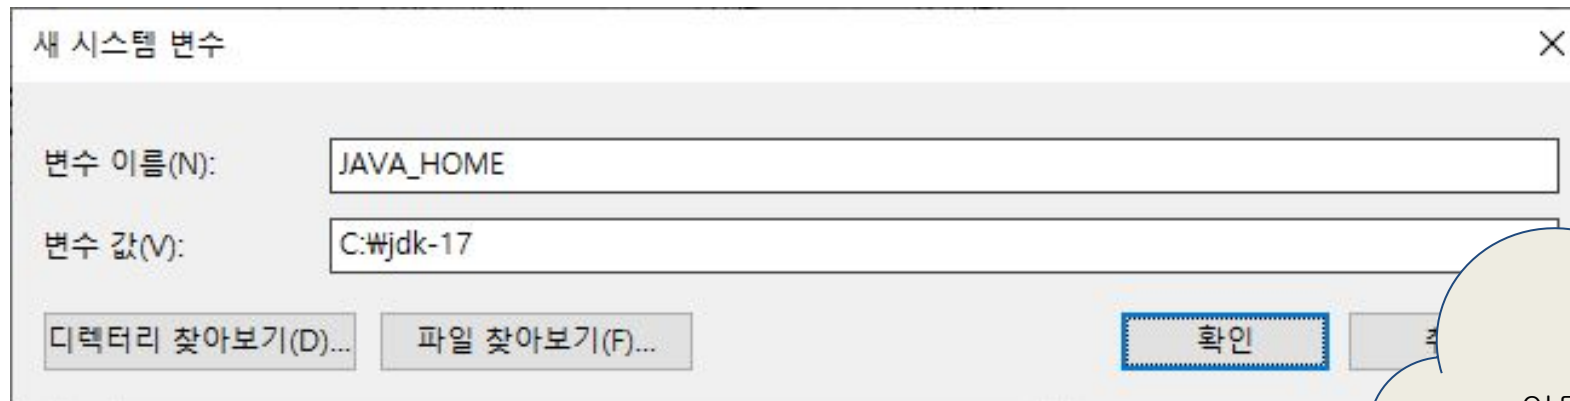 새 시스템 변수
변수 이름(N): JAVA_HOME
변수 값(V): C:₩jdk-17
디렉터리 찾아보기(D)... 파일 찾아보기(F)... 확인